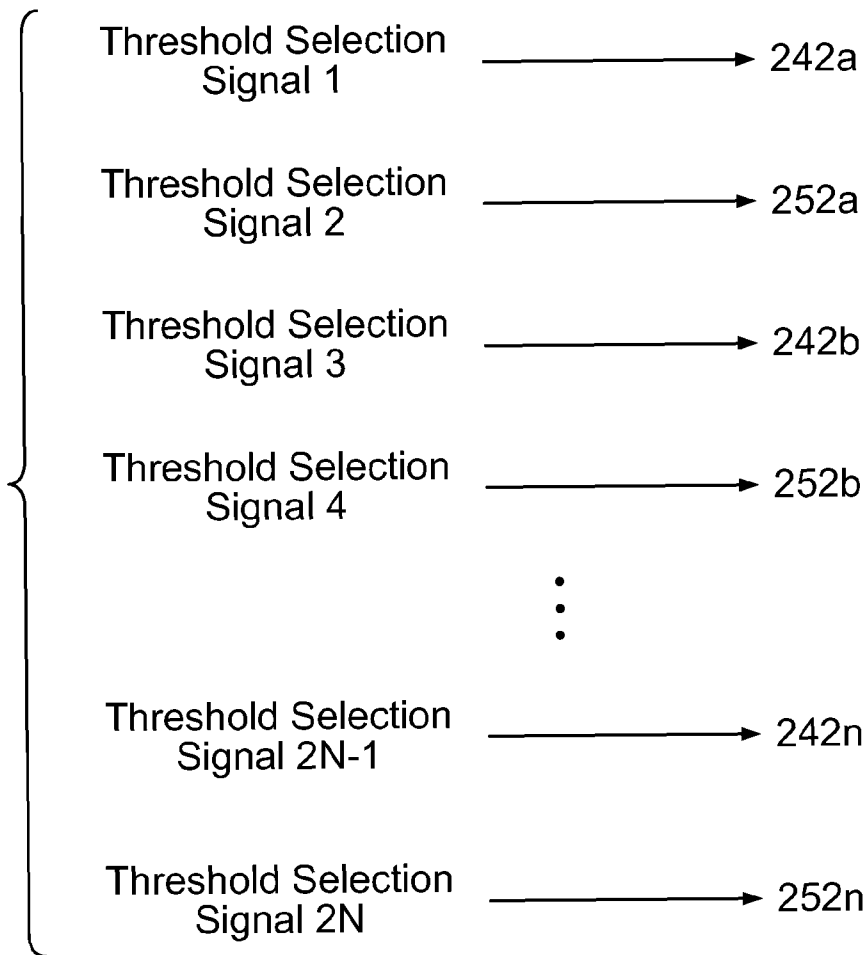 Threshold Selection
Signal 1
242a
Threshold Selection
Signal 2
252a
Threshold Selection
Signal 3
242b
Threshold Selection
Signal 4
252b
Threshold Selection
Signal 2N-1
242n
Threshold Selection
Signal 2N
252n